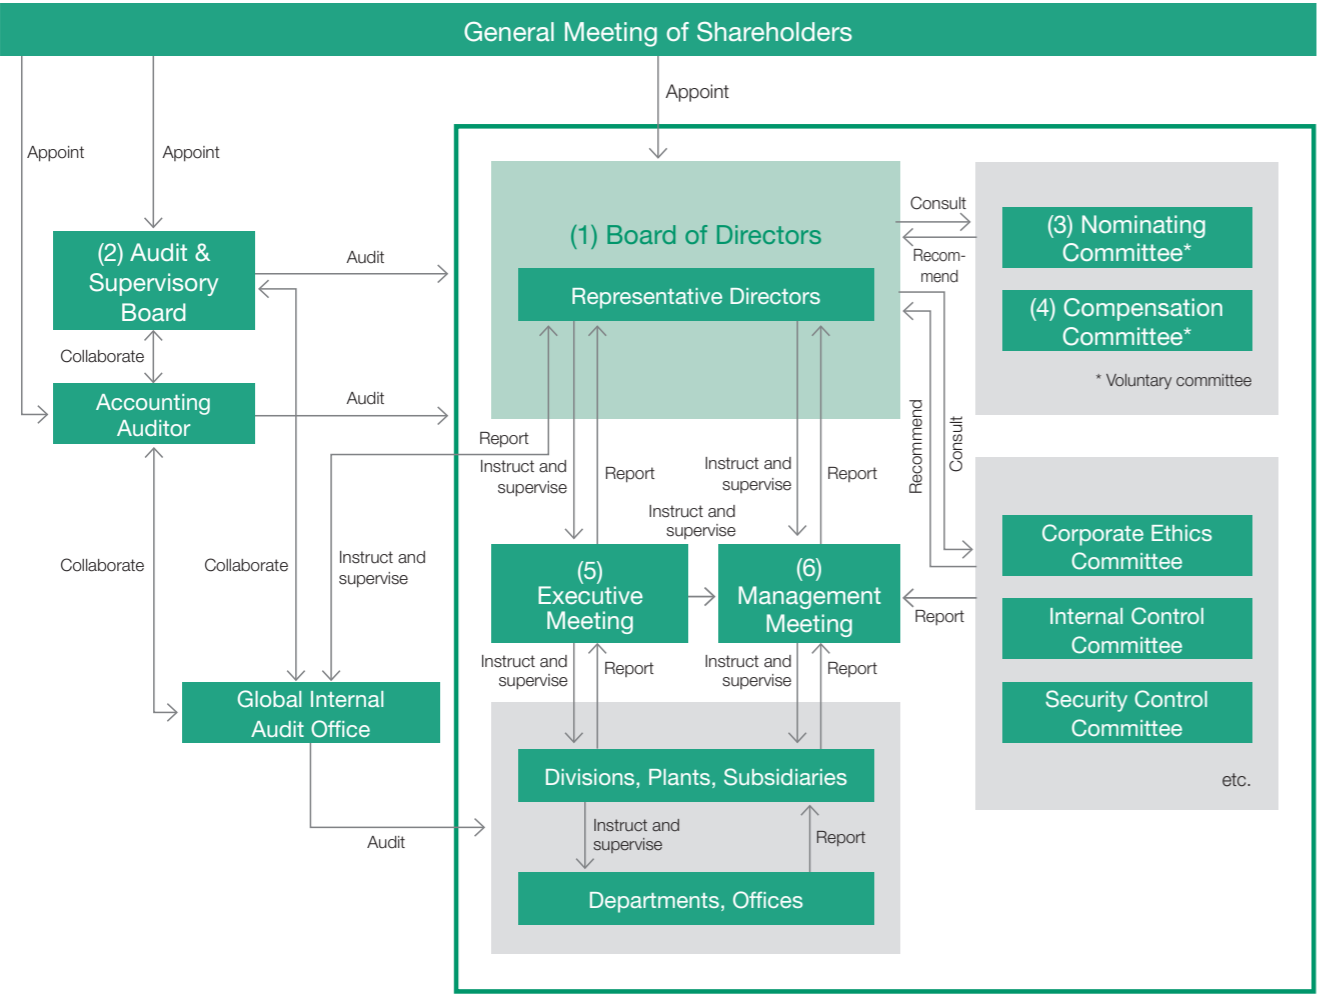 General Meeting of Shareholders
Appoint
Appoint
Appoint
(1) Board of Directors
Representative Directors
Consult
Recom-
mend
(3) Nominating
Committee*
(4) Compensation
Committee*
* Voluntary committee
(2) Audit &
Supervisory
Board
Audit
Collaborate
Accounting
Auditor
Audit
Report
Instruct and
supervise
Report
Instruct and
supervise
Report
Instruct and
supervise
Recommend
Consult
Collaborate
Collaborate
Instruct and
supervise
(5)
Executive
Meeting
(6)
Management
Meeting
Report
Corporate Ethics
Committee
Internal Control
Committee
Security Control
Committee
etc.
Instruct and
supervise
Report
Instruct and
supervise
Report
Global Internal
Audit Office
Audit
Divisions, Plants, Subsidiaries
Instruct and
supervise
Report
Departments, Offices